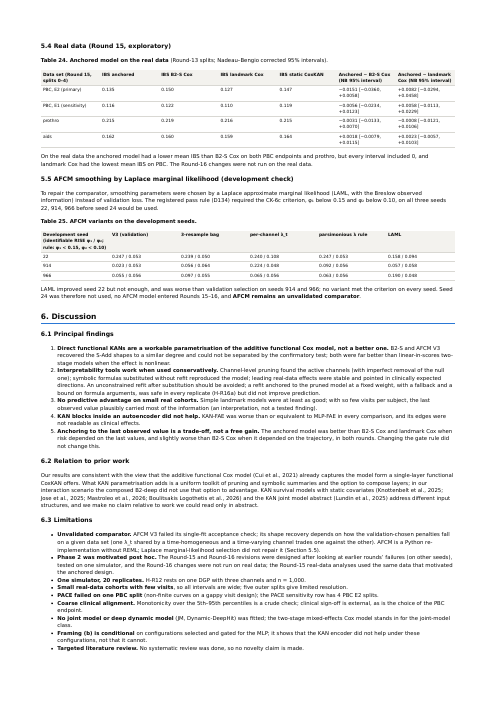 5.4 Real data (Round 15, exploratory)
Table 24. Anchored model on the real data (Round-13 splits; Nadeau–Bengio corrected 95% intervals).
Data set (Round 15, splits 0–4) IBS anchored IBS B2-S Cox IBS landmark Cox IBS static CoxKAN Anchored − B2-S Cox (NB 95% interval) Anchored − landmark Cox (NB 95% interval)
PBC, E2 (primary) 0.135 0.150 0.127 0.147 −0.0151 [−0.0360, +0.0058] +0.0082 [−0.0294, +0.0458]
PBC, E1 (sensitivity) 0.116 0.122 0.110 0.119 −0.0056 [−0.0234, +0.0123] +0.0058 [−0.0113, +0.0229]
prothro 0.215 0.219 0.216 0.215 −0.0031 [−0.0133, +0.0070] −0.0008 [−0.0121, +0.0106]
aids 0.162 0.160 0.159 0.164 +0.0018 [−0.0079, +0.0115] +0.0023 [−0.0057, +0.0103]
On the real data the anchored model had a lower mean IBS than B2-S Cox on both PBC endpoints and prothro, but every interval included 0, and
landmark Cox had the lowest mean IBS on PBC. The Round-16 changes were not run on the real data.
5.5 AFCM smoothing by Laplace marginal likelihood (development check)
To repair the comparator, smoothing parameters were chosen by a Laplace approximate marginal likelihood (LAML, with the Breslow observed
information) instead of validation loss. The registered pass rule (D134) required the CK-6c criterion, φ₁ below 0.15 and φ₂ below 0.10, on all three seeds
22, 914, 966 before seed 24 would be used.
Table 25. AFCM variants on the development seeds.
Development seed (identifiable RISE φ₁ / φ₂; rule: φ₁ < 0.15, φ₂ < 0.10) V3 (validation) 3-resample bag per-channel λ_t parsimonious λ rule LAML
22 0.247 / 0.053 0.239 / 0.050 0.240 / 0.108 0.247 / 0.053 0.158 / 0.094
914 0.023 / 0.053 0.056 / 0.064 0.224 / 0.048 0.092 / 0.056 0.057 / 0.058
966 0.055 / 0.056 0.097 / 0.055 0.065 / 0.056 0.063 / 0.056 0.190 / 0.048
LAML improved seed 22 but not enough, and was worse than validation selection on seeds 914 and 966; no variant met the criterion on every seed. Seed
24 was therefore not used, no AFCM model entered Rounds 15–16, and AFCM remains an unvalidated comparator.
6. Discussion
6.1 Principal findings
1. Direct functional KANs are a workable parametrisation of the additive functional Cox model, not a better one. B2-S and AFCM V3
recovered the S-Add shapes to a similar degree and could not be separated by the confirmatory test; both were far better than linear-in-scores two-
stage models when the effect is nonlinear.
2. Interpretability tools work when used conservatively. Channel-level pruning found the active channels (with imperfect removal of the null
one); symbolic formulas substituted without refit reproduced the model; leading real-data effects were stable and pointed in clinically expected
directions. An unconstrained refit after substitution should be avoided; a refit anchored to the pruned model at a fixed weight, with a fallback and a
bound on formula arguments, was safe in every replicate (H-R16a) but did not improve prediction.
3. No predictive advantage on small real cohorts. Simple landmark models were at least as good; with so few visits per subject, the last
observed value plausibly carried most of the information (an interpretation, not a tested finding).
4. KAN blocks inside an autoencoder did not help. KAN-FAE was worse than or equivalent to MLP-FAE in every comparison, and its edges were
not readable as clinical effects.
5. Anchoring to the last observed value is a trade-off, not a free gain. The anchored model was better than B2-S Cox and landmark Cox when
risk depended on the last values, and slightly worse than B2-S Cox when it depended on the trajectory, in both rounds. Changing the gate rule did
not change this.
6.2 Relation to prior work
Our results are consistent with the view that the additive functional Cox model (Cui et al., 2021) already captures the model form a single-layer functional
CoxKAN offers. What KAN parametrisation adds is a uniform toolkit of pruning and symbolic summaries and the option to compose layers; in our
interaction scenario the composed B2-deep did not use that option to advantage. KAN survival models with static covariates (Knottenbelt et al., 2025;
Jose et al., 2025; Mastroleo et al., 2026; Boulitsakis Logothetis et al., 2026) and the KAN joint model abstract (Lundin et al., 2025) address different input
structures, and we make no claim relative to work we could read only in abstract.
6.3 Limitations
• Unvalidated comparator. AFCM V3 failed its single-fit acceptance check; its shape recovery depends on how the validation-chosen penalties fall
on a given data set (one λ_t shared by a time-homogeneous and a time-varying channel trades one against the other). AFCM is a Python re-
implementation without REML; Laplace marginal-likelihood selection did not repair it (Section 5.5).
• Phase 2 was motivated post hoc. The Round-15 and Round-16 revisions were designed after looking at earlier rounds' failures (on other seeds),
tested on one simulator, and the Round-16 changes were not run on real data; the Round-15 real-data analyses used the same data that motivated
the anchored design.
• One simulator, 20 replicates. H-R12 rests on one DGP with three channels and n = 1,000.
• Small real-data cohorts with few visits, so all intervals are wide; five outer splits give limited resolution.
• PACE failed on one PBC split (non-finite curves on a gappy visit design); the PACE sensitivity row has 4 PBC E2 splits.
• Coarse clinical alignment. Monotonicity over the 5th–95th percentiles is a crude check; clinical sign-off is external, as is the choice of the PBC
endpoint.
• No joint model or deep dynamic model (JM, Dynamic-DeepHit) was fitted; the two-stage mixed-effects Cox model stands in for the joint-model
class.
• Framing (b) is conditional on configurations selected and gated for the MLP; it shows that the KAN encoder did not help under these
configurations, not that it cannot.
• Targeted literature review. No systematic review was done, so no novelty claim is made.